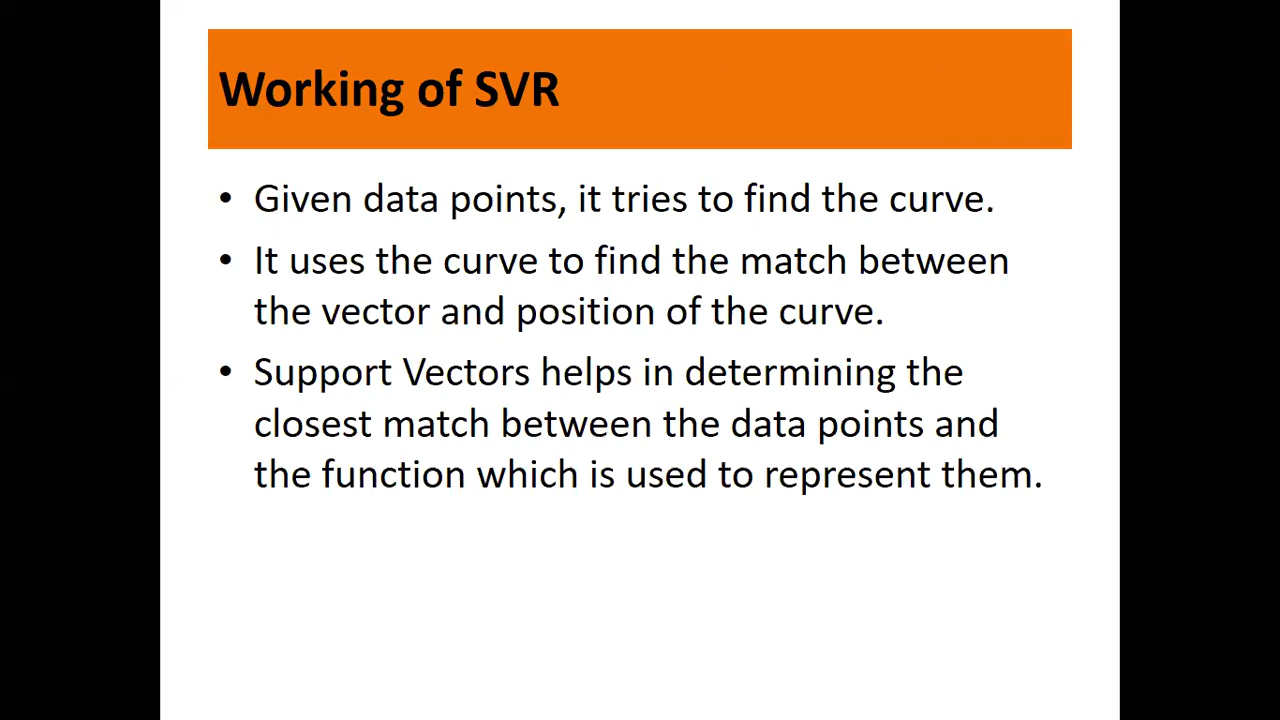 Working of SVR
• Given data points, it tries to find the curve.
• It uses the curve to find the match between
the vector and position of the curve.
• Support Vectors helps in determining the
closest match between the data points and
the function which is used to represent them.